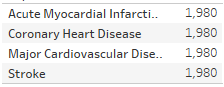 Acute Myocardial Infarcti.. 1,980
Coronary Heart Disease 1,980
Major Cardiovascular Dise.. 1,980
Stroke 1,980